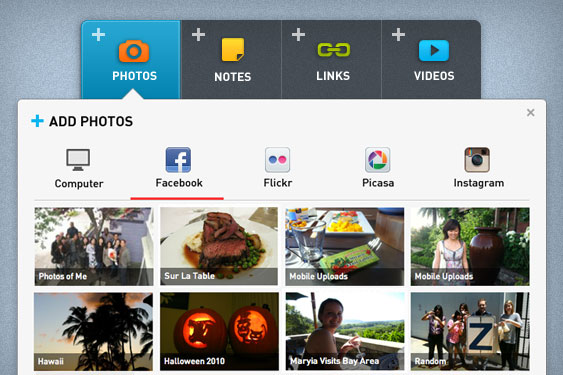 PHOTOS NOTES LINKS VIDEOS
ADD PHOTOS
Computer Facebook Flickr Picasa Instagram
Photos of Me Sur La Table Mobile Uploads Mobile Uploads
Hawaii Halloween 2010 Maryia Visits Bay Area Random
Z